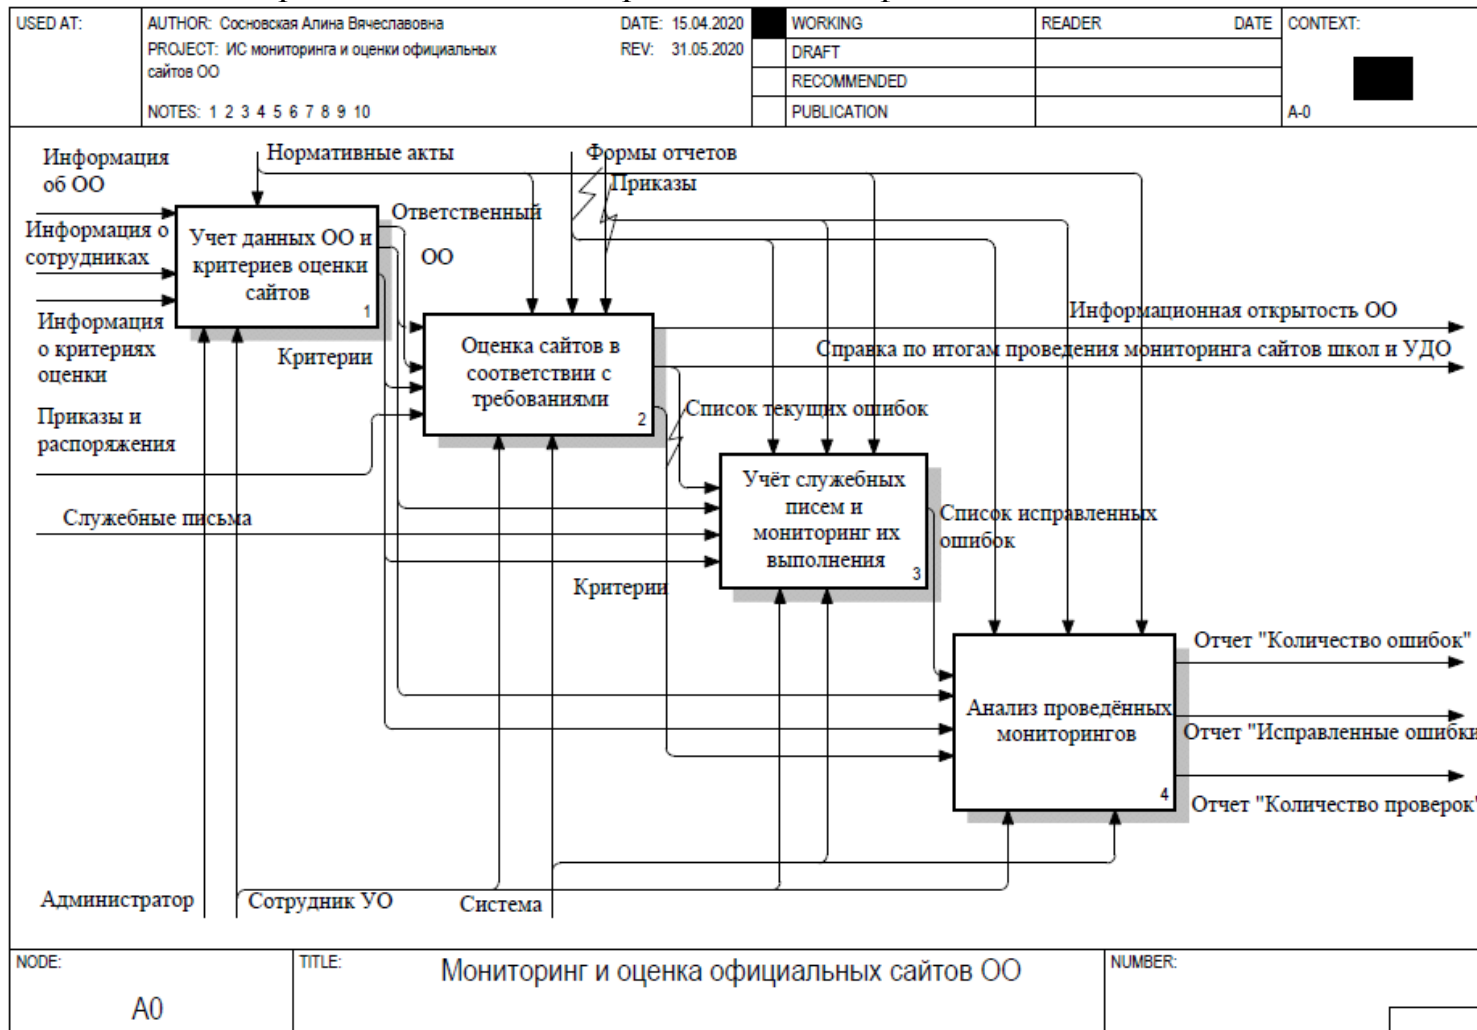 USED AT:
AUTHOR: Сосновская Алина Вячеславовна
DATE: 15.04.2020
PROJECT: ИС мониторинга и оценки официальных
сайтов ОО
REV: 31.05.2020
NOTES: 1 2 3 4 5 6 7 8 9 10
WORKING
DRAFT
RECOMMENDED
PUBLICATION
READER
DATE
CONTEXT:
A-0
Информация
об ОО
Нормативные акты
Формы отчетов
Приказы
Информация о
сотрудниках
Учет данных ОО и
критериев оценки
сайтов
1
Ответственный
ОО
Информация
о критериях
оценки
Критерии
Оценка сайтов в
соответствии с
требованиями
2
Информационная открытость ОО
Справка по итогам проведения мониторинга сайтов школ и УДО
Приказы и
распоряжения
Список текущих ошибок
Служебные письма
Учёт служебных
писем и
мониторинг их
выполнения
3
Список исправленных
ошибок
Критерии
Анализ проведённых
мониторингов
4
Отчет "Количество ошибок"
Отчет "Исправленные ошибки
Отчет "Количество проверок"
Администратор
Сотрудник УО
Система
NODE:
A0
TITLE:
Мониторинг и оценка официальных сайтов ОО
NUMBER: